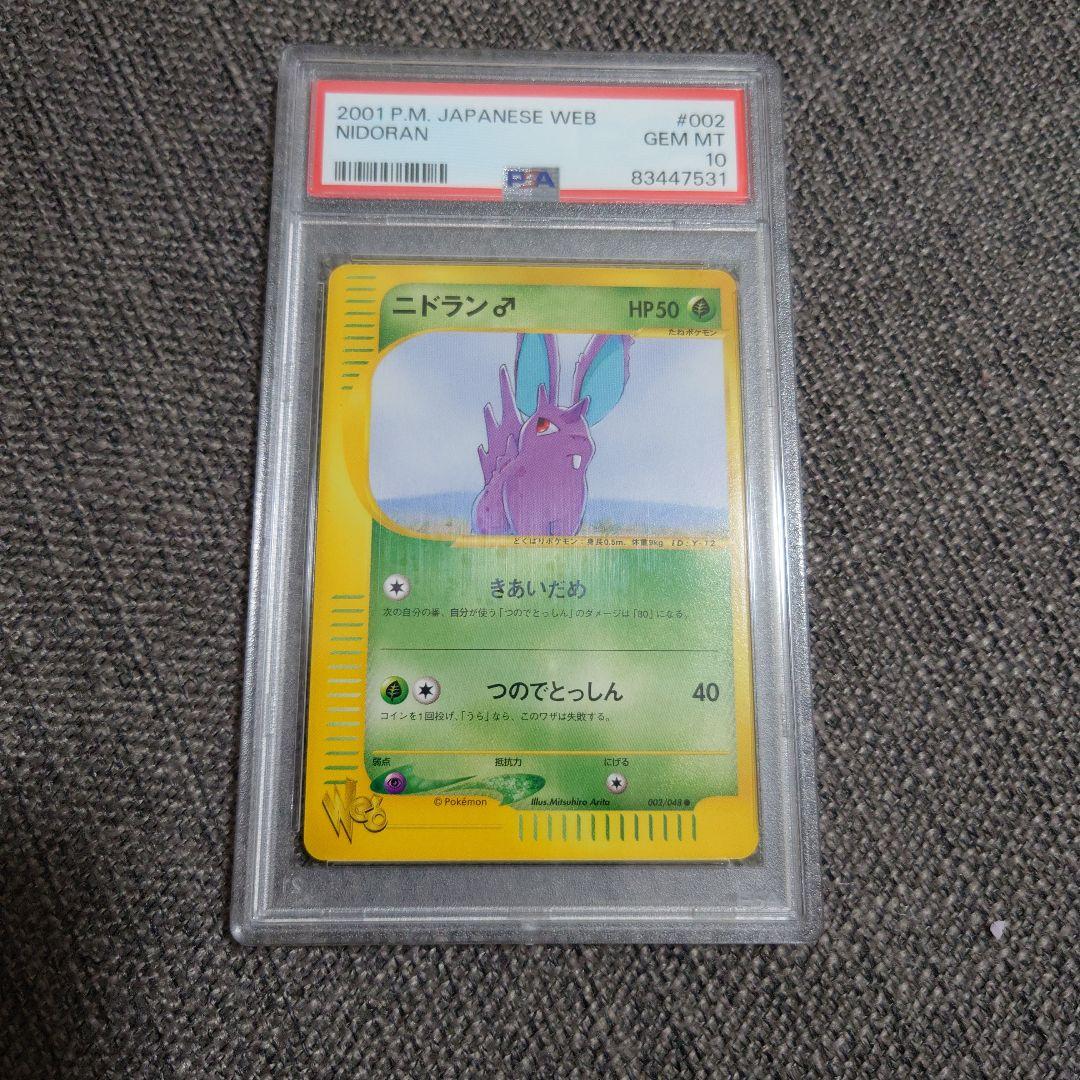 2001 P.M. JAPANESE WEB #002
NIDORAN GEM MT
10
PSA 83447531
ニドラン♂ HP50
たねポケモン
どくばりポケモン:身長0.5m、体重9kg ID:Y-12
きあいだめ
次の自分の番、自分が使う「つのでとっしん」のダメージは「80」になる。
つのでとっしん 40
コインを1回投げ、「うら」なら、このワザは失敗する。
弱点 抵抗力 にげる
Web
©Pokémon Illus.Mitsuhiro Arita 002/048 ●